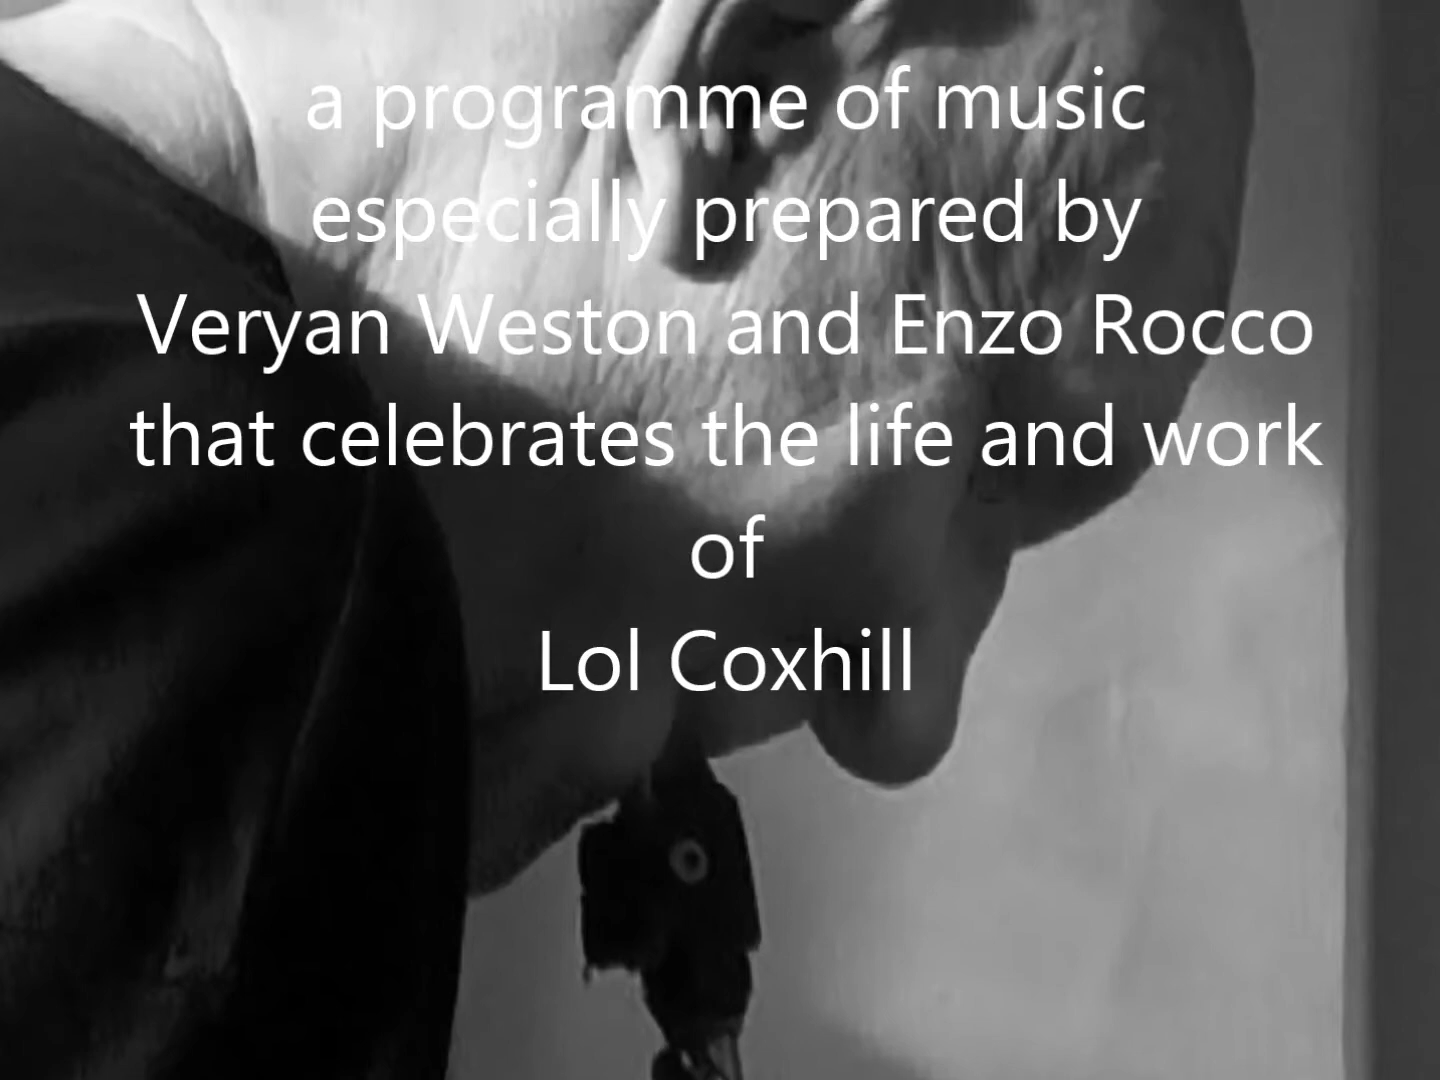 a programme of music
especially prepared by
Veryan Weston and Enzo Rocco
that celebrates the life and work
of
Lol Coxhill